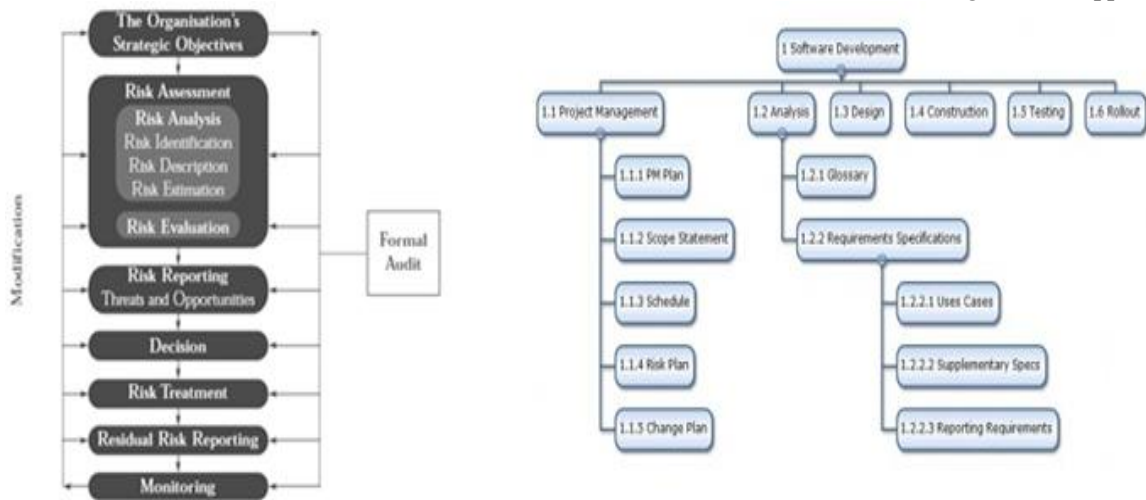 The Organisation's
Strategic Objectives
Risk Assessment
Risk Analysis
Risk Identification
Risk Description
Risk Estimation
Risk Evaluation
Risk Reporting
Threats and Opportunities
Decision
Risk Treatment
Residual Risk Reporting
Monitoring
Modification
Formal
Audit
1 Software Development
1.1 Project Management
1.2 Analysis
1.3 Design
1.4 Construction
1.5 Testing
1.6 Rollout
1.1.1 PM Plan
1.1.2 Scope Statement
1.1.3 Schedule
1.1.4 Risk Plan
1.1.5 Change Plan
1.2.1 Glossary
1.2.2 Requirements Specifications
1.2.2.1 Uses Cases
1.2.2.2 Supplementary Specs
1.2.2.3 Reporting Requirements